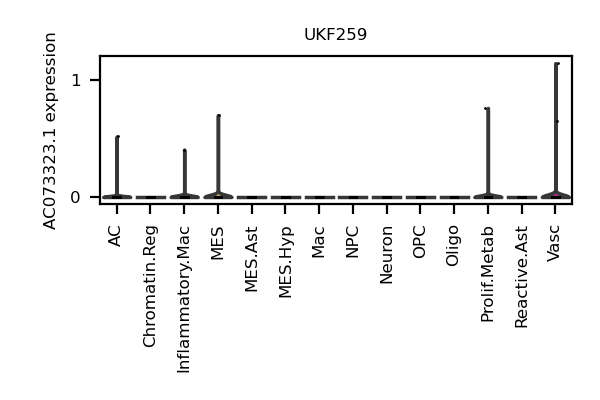 UKF259
AC073323.1 expression
1
0
AC
Chromatin.Reg
Inflammatory.Mac
MES
MES.Ast
MES.Hyp
Mac
NPC
Neuron
OPC
Oligo
Prolif.Metab
Reactive.Ast
Vasc